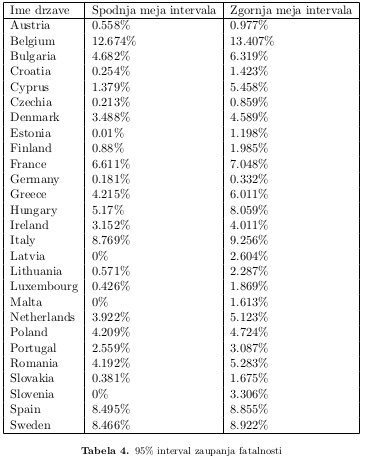 Ime drzave Spodnja meja intervala Zgornja meja intervala
Austria 0.558% 0.977%
Belgium 12.674% 13.407%
Bulgaria 4.682% 6.319%
Croatia 0.254% 1.423%
Cyprus 1.379% 5.458%
Czechia 0.213% 0.859%
Denmark 3.488% 4.589%
Estonia 0.01% 1.198%
Finland 0.88% 1.985%
France 6.611% 7.048%
Germany 0.181% 0.332%
Greece 4.215% 6.011%
Hungary 5.17% 8.059%
Ireland 3.152% 4.011%
Italy 8.769% 9.256%
Latvia 0% 2.604%
Lithuania 0.571% 2.287%
Luxembourg 0.426% 1.869%
Malta 0% 1.613%
Netherlands 3.922% 5.123%
Poland 4.209% 4.724%
Portugal 2.559% 3.087%
Romania 4.192% 5.283%
Slovakia 0.381% 1.675%
Slovenia 0% 3.306%
Spain 8.495% 8.855%
Sweden 8.466% 8.922%
Tabela 4. 95% interval zaupanja fatalnosti